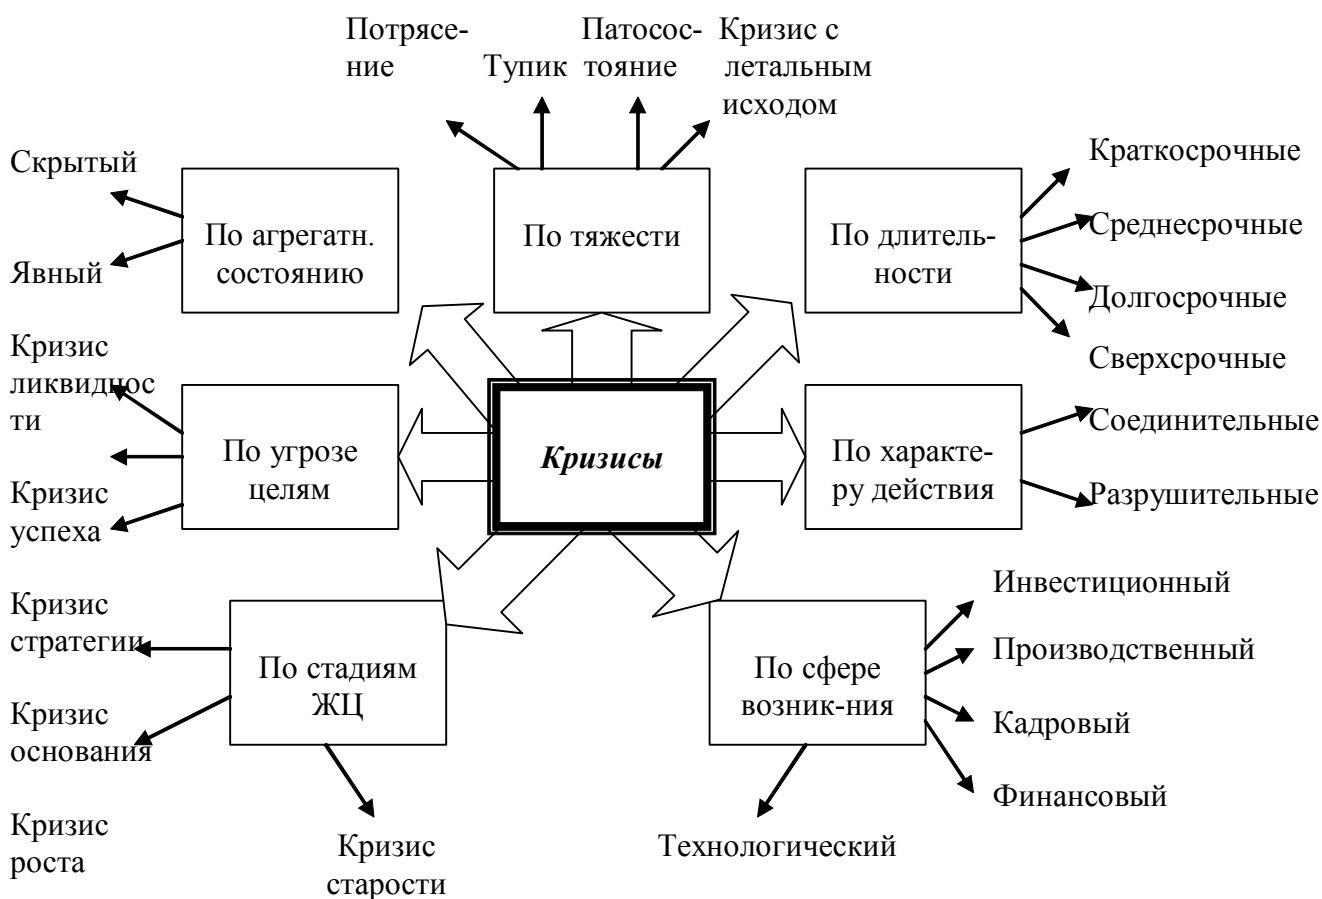 Потрясе-
ние
Тупик
Патосос-
тояние
Кризис с
летальным
исходом
Скрытый
Явный
По агрегатн.
состоянию
По тяжести
По длитель-
ности
Краткосрочные
Среднесрочные
Долгосрочные
Сверхсрочные
Кризис
ликвиднос
ти
Кризис
успеха
Кризис
стратегии
По угрозе
целям
Кризисы
По характе-
ру действия
Соединительные
Разрушительные
Кризис
основания
Кризис
роста
По стадиям
ЖЦ
Кризис
старости
По сфере
возник-ния
Инвестиционный
Производственный
Кадровый
Финансовый
Технологический